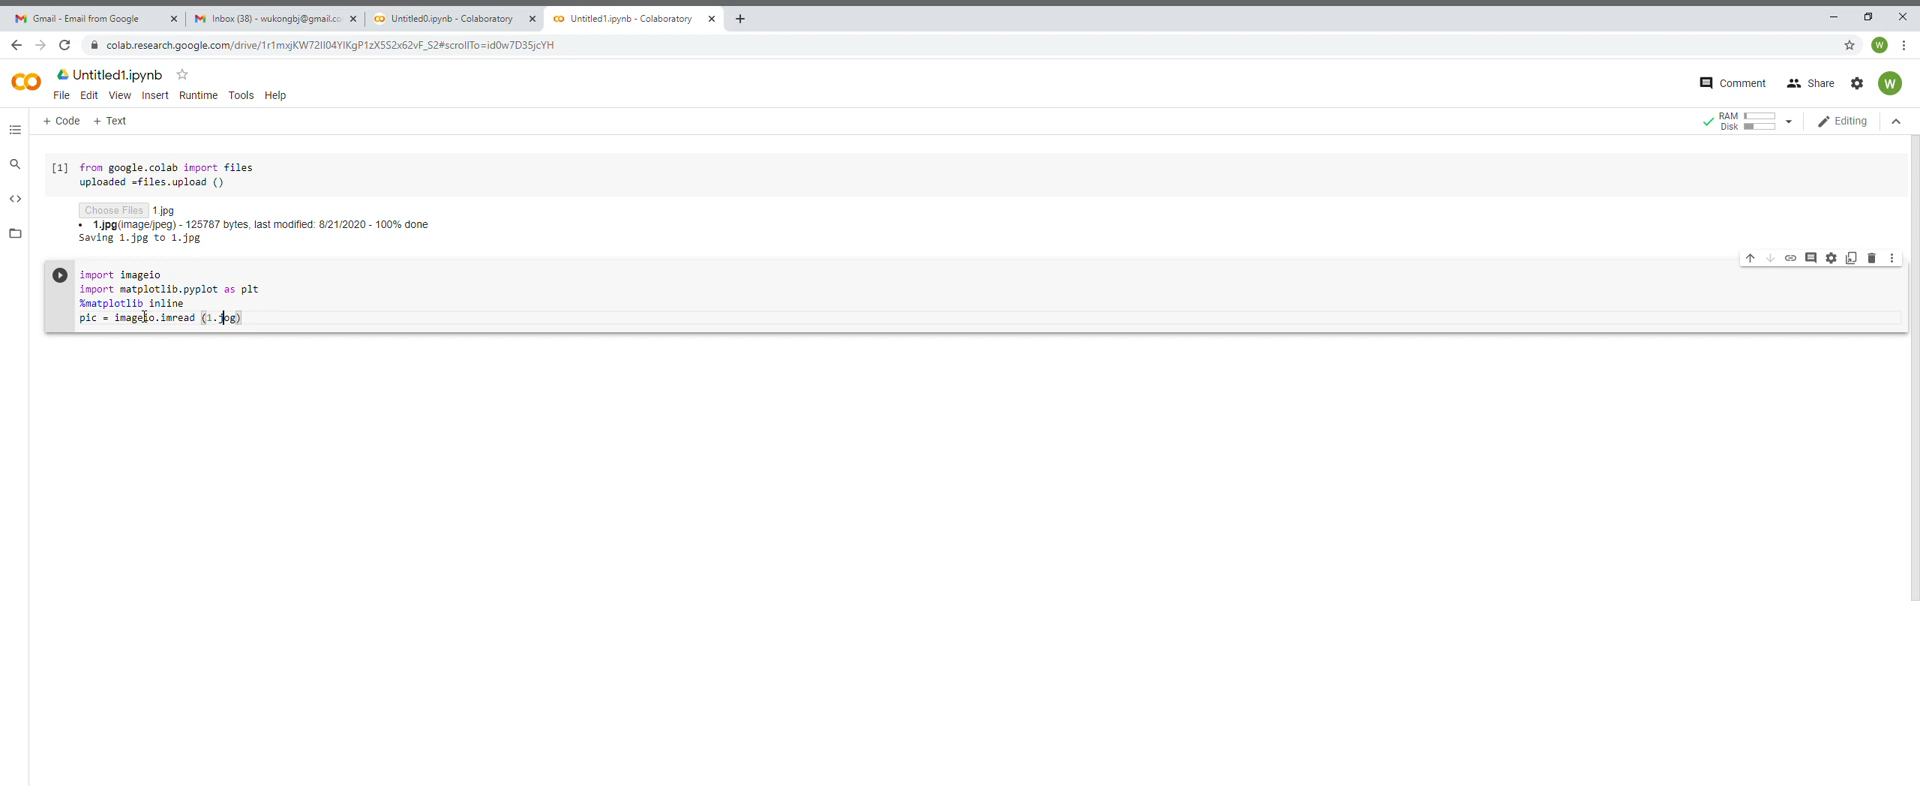 Gmail - Email from Google
Inbox (38) - wukongbj@gmail.co
Untitled0.ipynb - Colaboratory
Untitled1.ipynb - Colaboratory
colab.research.google.com/drive/1r1mxjKW72II04YIKgP1zX5S2x62vF_S2#scrollTo=id0w7D35jcYH
W
Untitled1.ipynb
Comment
Share
W
File Edit View Insert Runtime Tools Help
+ Code + Text
RAM
Disk
Editing
[1] from google.colab import files
uploaded =files.upload ()
Choose Files 1.jpg
• 1.jpg(image/jpeg) - 125787 bytes, last modified: 8/21/2020 - 100% done
Saving 1.jpg to 1.jpg
import imageio
import matplotlib.pyplot as plt
%matplotlib inline
pic = imageio.imread (1.jpg)